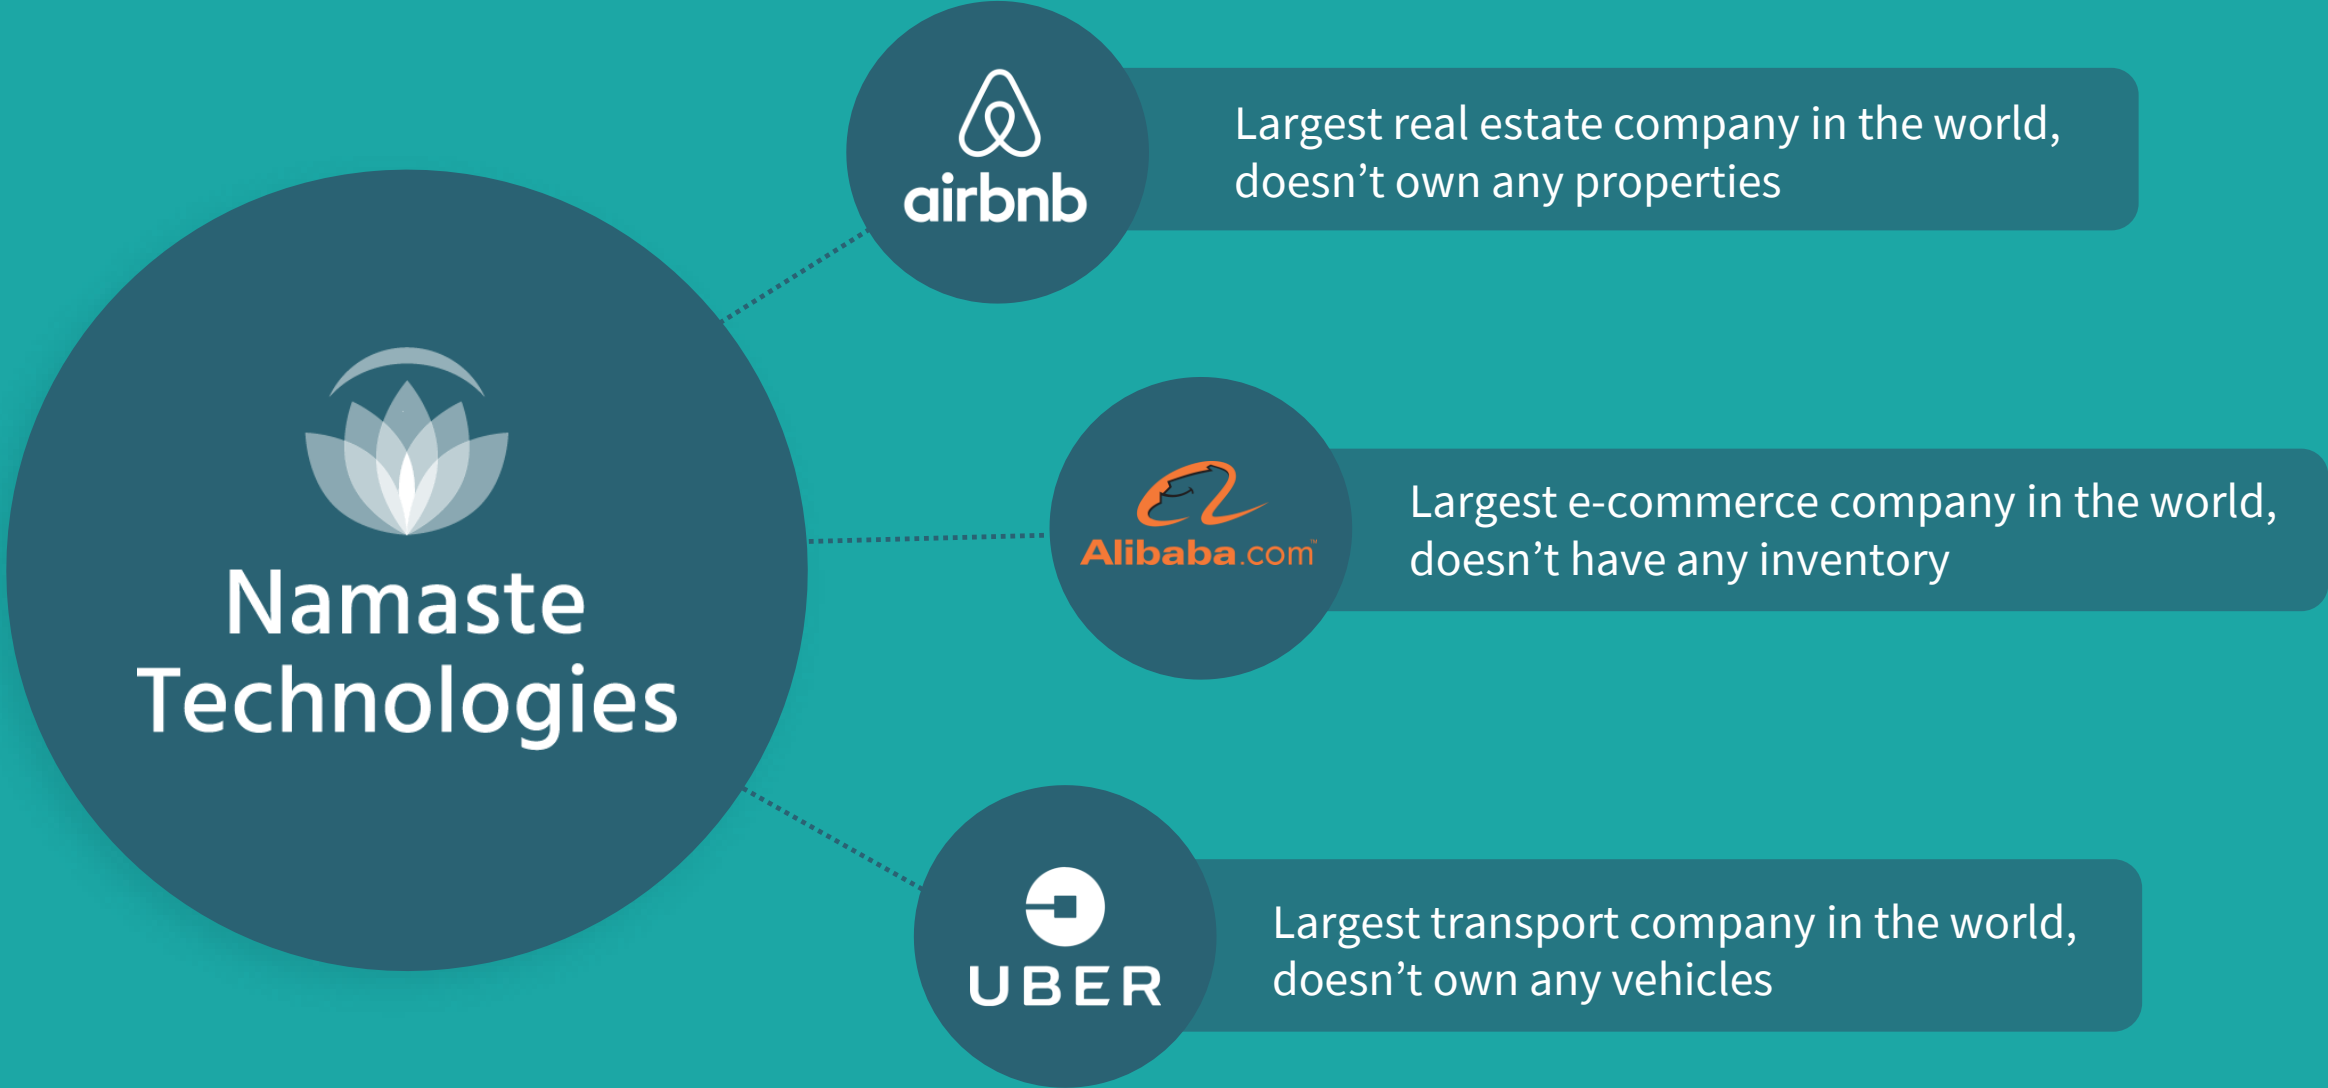 airbnb
Largest real estate company in the world,
doesn’t own any properties
Namaste
Technologies
Alibaba.com™
Largest e-commerce company in the world,
doesn’t have any inventory
UBER
Largest transport company in the world,
doesn’t own any vehicles